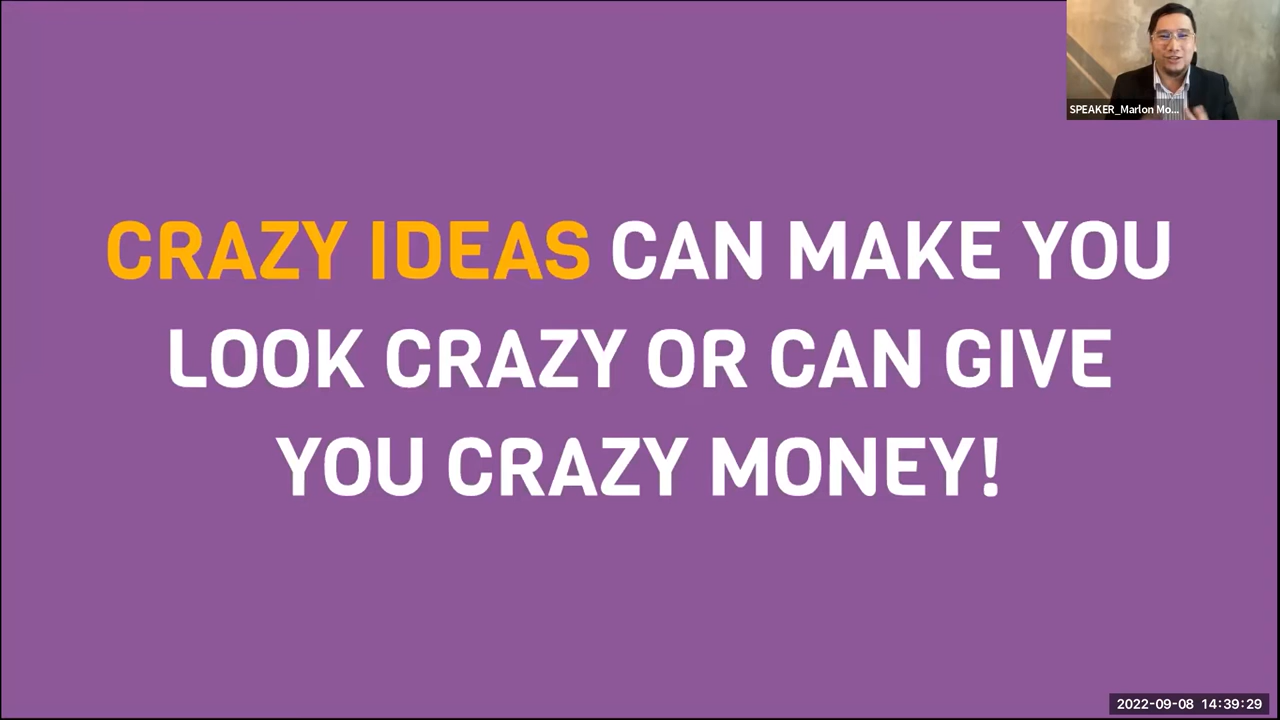 SPEAKER_Marlon Mo...
CRAZY IDEAS CAN MAKE YOU
LOOK CRAZY OR CAN GIVE
YOU CRAZY MONEY!
2022-09-08 14:39:29